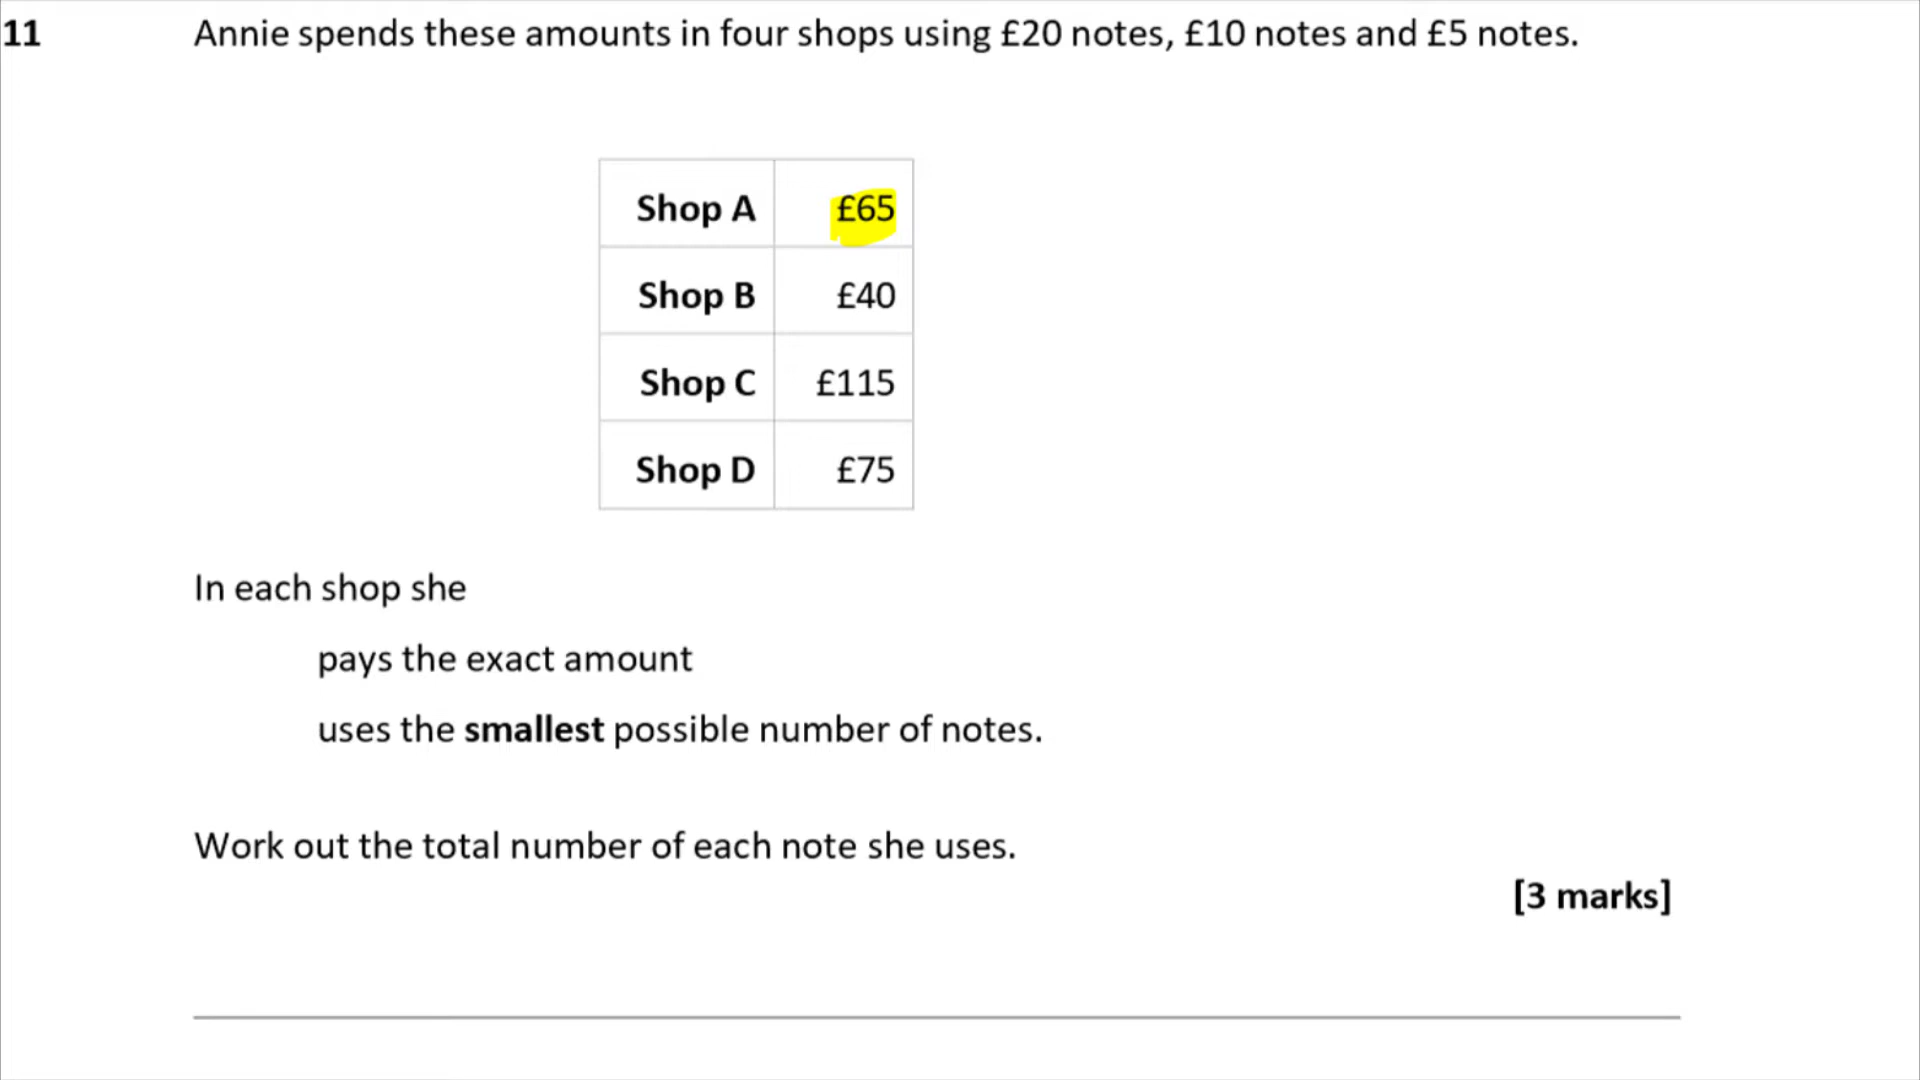 11 Annie spends these amounts in four shops using £20 notes, £10 notes and £5 notes.
Shop A £65
Shop B £40
Shop C £115
Shop D £75
In each shop she
pays the exact amount
uses the smallest possible number of notes.
Work out the total number of each note she uses.
[3 marks]